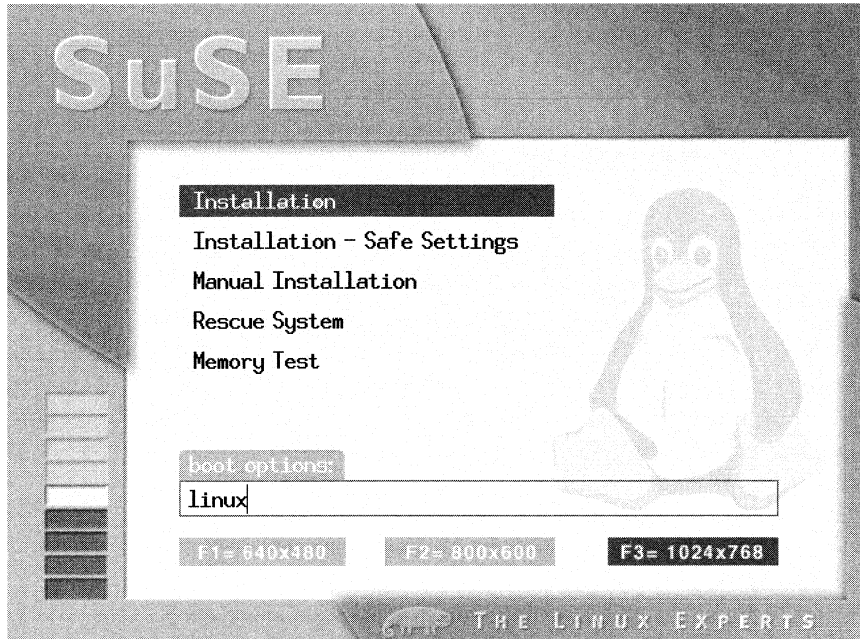 SuSE
Installation
Installation - Safe Settings
Manual Installation
Rescue System
Memory Test
boot options:
linux
F1= 640x480 F2= 800x600 F3= 1024x768
THE LINUX EXPERTS